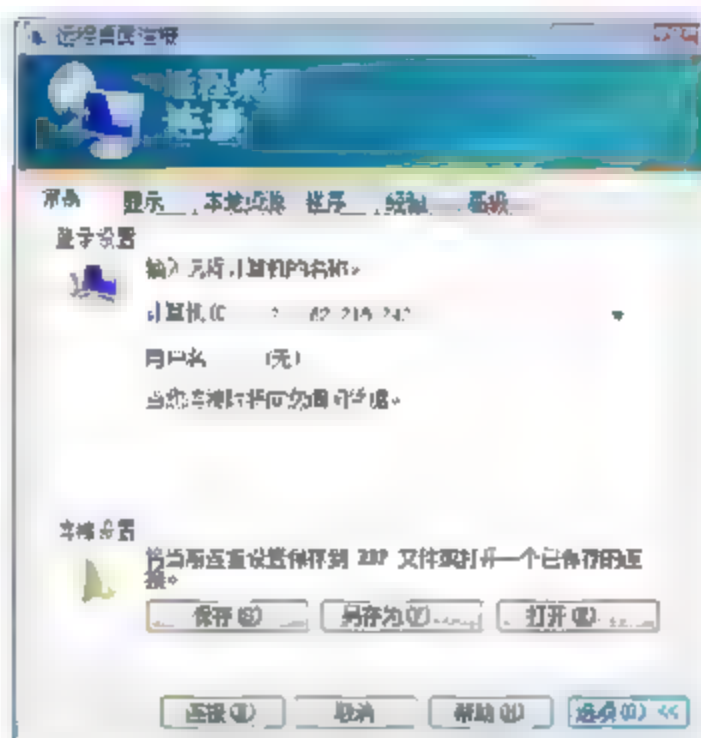 远程桌面连接
远程桌面
连接
常规 显示 本地资源 程序 体验 高级
登录设置
输入远程计算机的名称。
计算机(C) 62.216.242
用户名 (无)
当您连接时将向您询问凭据。
连接设置
将当前连接设置保存到 RDP 文件或打开一个已保存的连
接。
保存(S) 另存为(V)... 打开(E)...
连接(N) 取消 帮助(H) 选项(O) <<